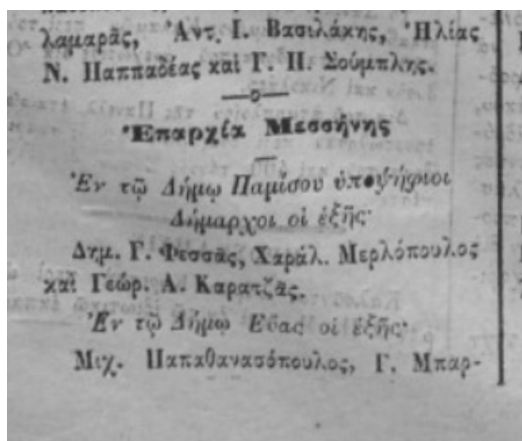 λαμαρᾶς, Ἀντ. Ι. Βασιλάκης, Ἠλίας
Ν. Παππαδέας καὶ Γ. Π. Σούμπλης.
Ἐπαρχία Μεσσήνης
Ἐν τῷ Δήμῳ Παμίσου ὑποψήφιοι
Δήμαρχοι οἱ ἑξῆς·
Δημ. Γ. Φεσσᾶς, Χαράλ. Μερλόπουλος
καὶ Γεώρ. Α. Καρατζᾶς.
Ἐν τῷ Δήμῳ Εὔας οἱ ἑξῆς·
Μιχ. Παπαθανασόπουλος, Γ. Μπαρ-